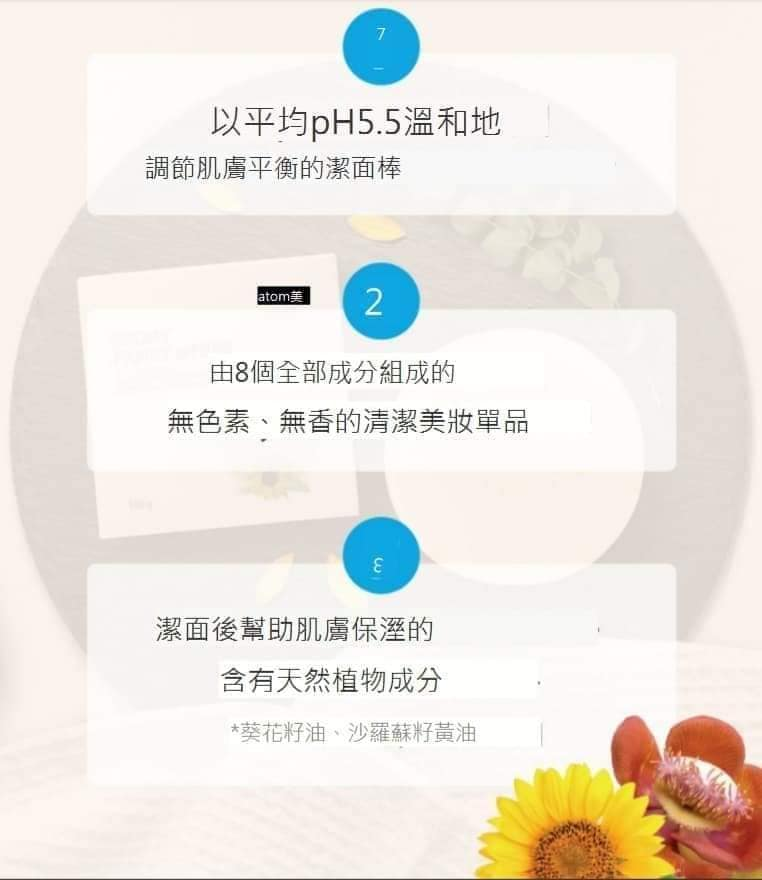 7
以平均pH5.5溫和地
調節肌膚平衡的潔面棒
atom美
2
由8個全部成分組成的
無色素、無香的清潔美妝單品
ε
潔面後幫助肌膚保溼的
含有天然植物成分
*葵花籽油、沙羅蘇籽黃油